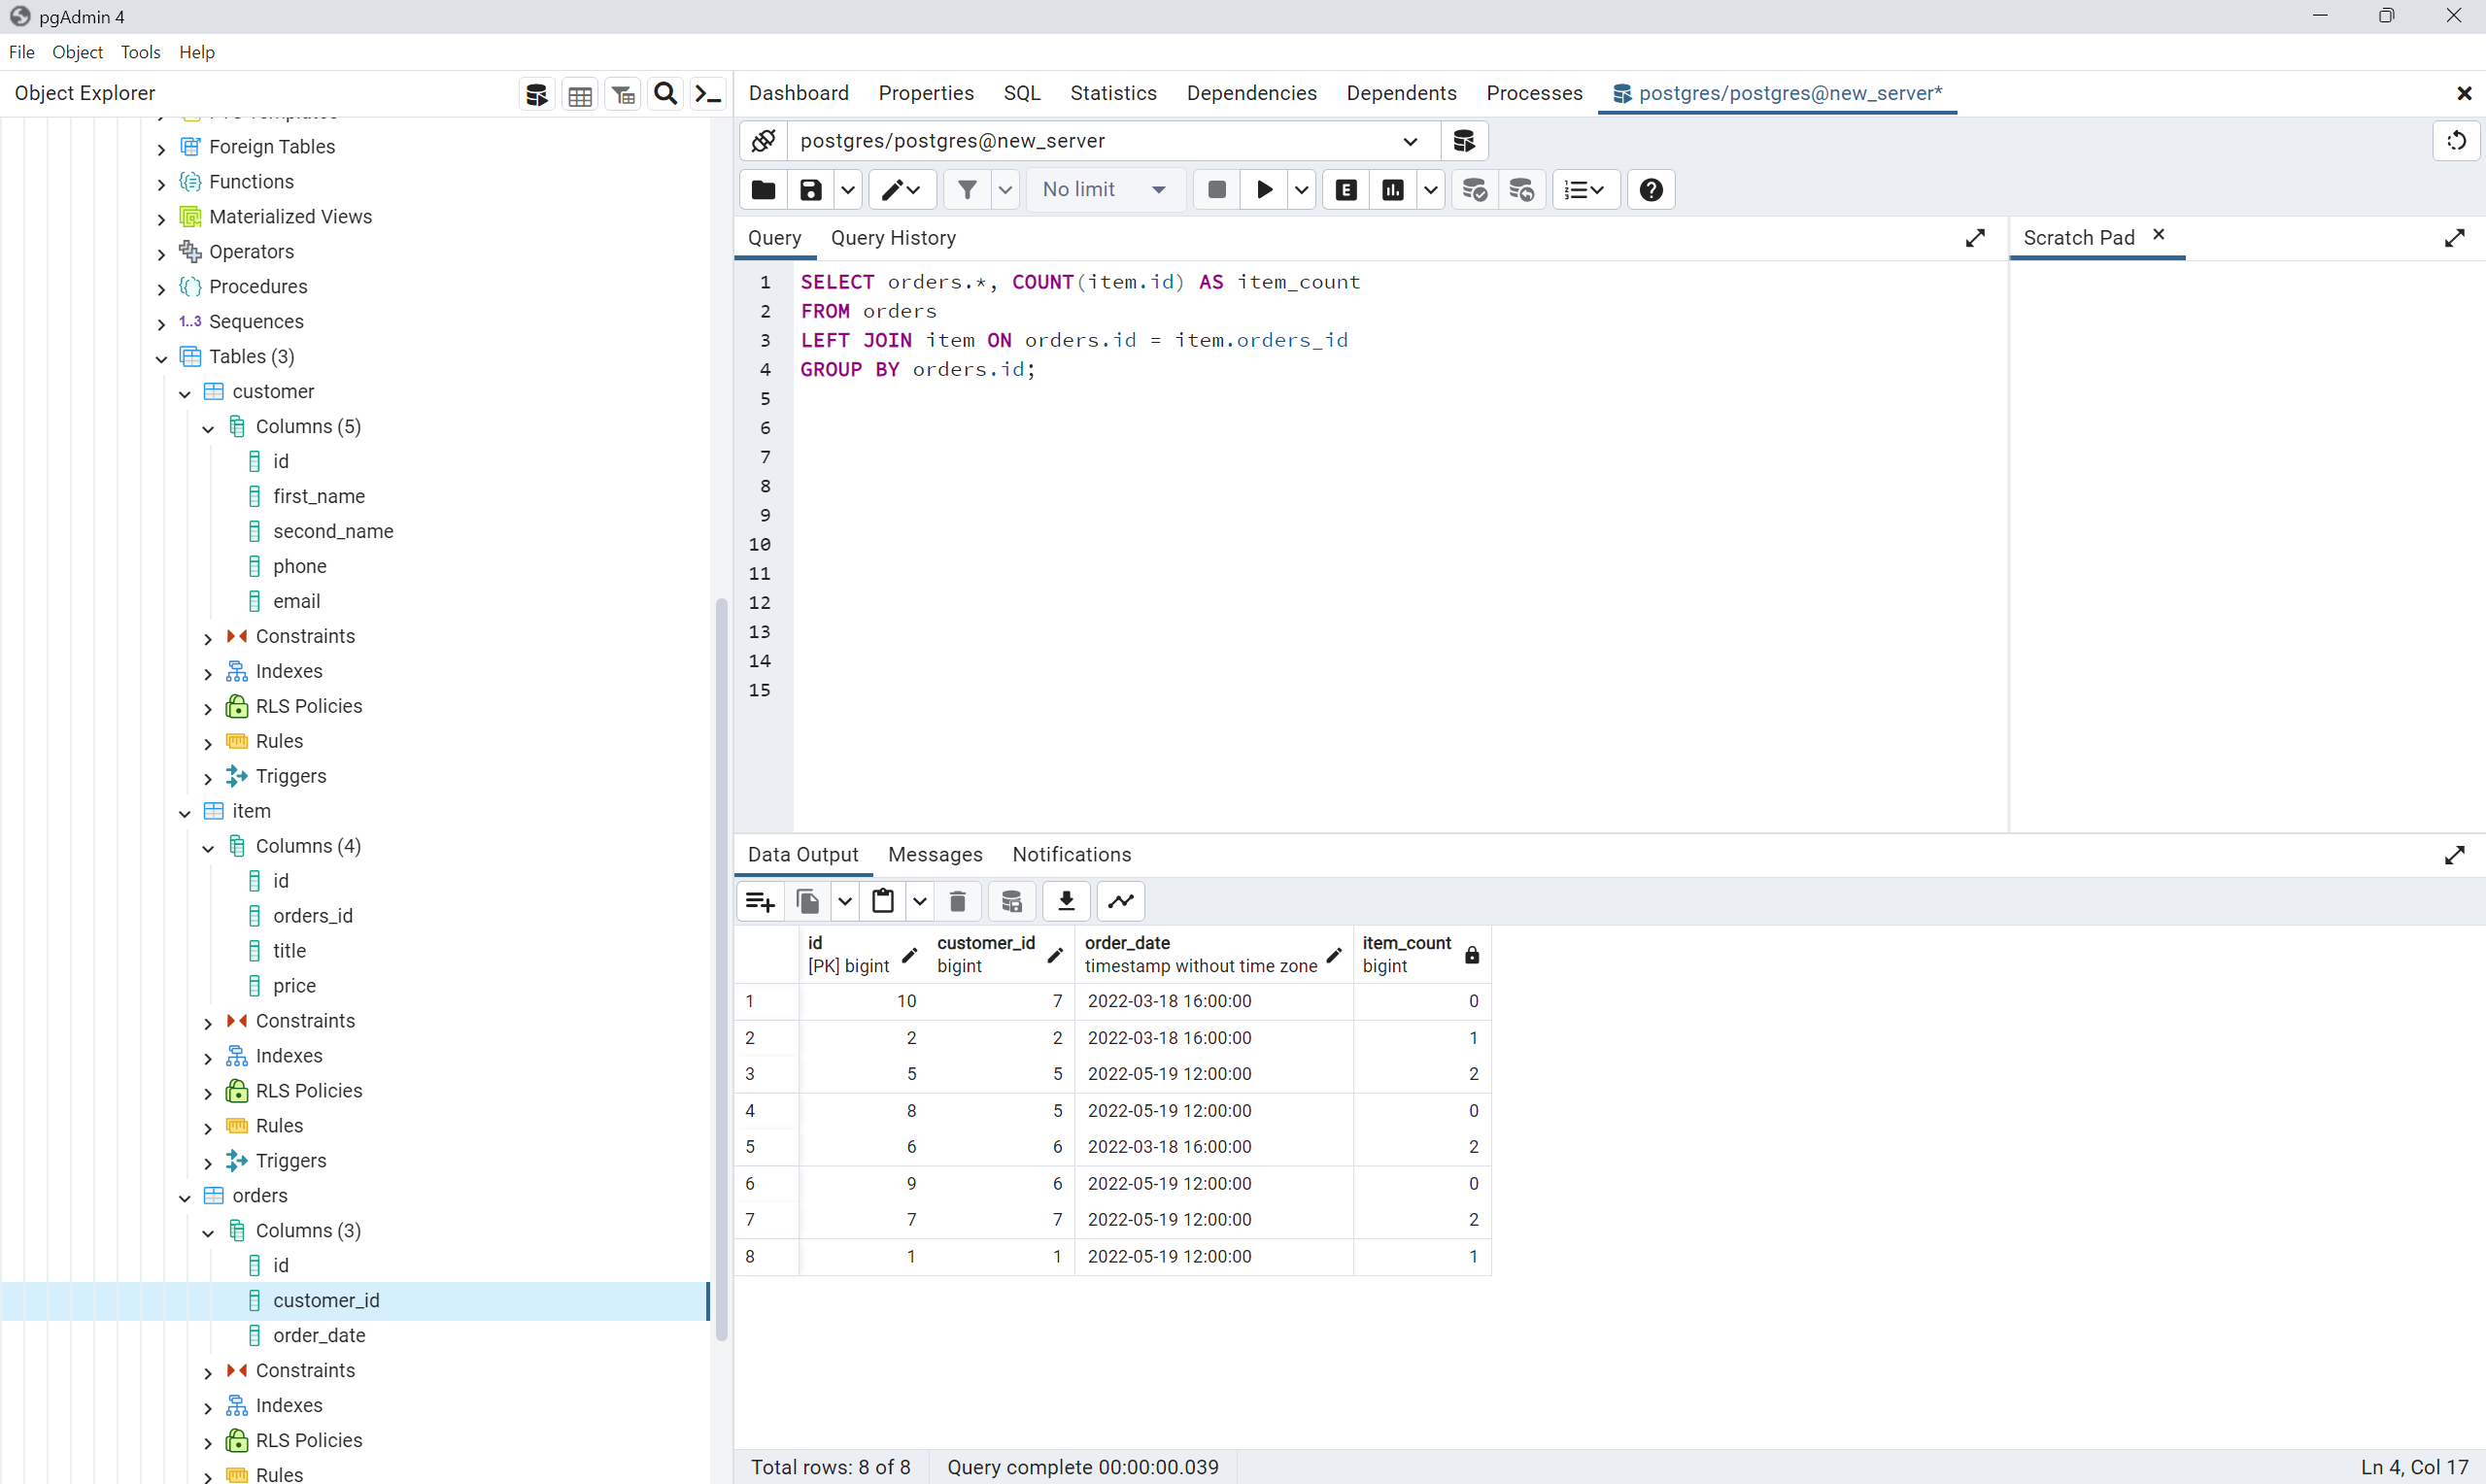 pgAdmin 4
File Object Tools Help
Object Explorer
Foreign Tables
Functions
Materialized Views
Operators
Procedures
1..3 Sequences
Tables (3)
customer
Columns (5)
id
first_name
second_name
phone
email
Constraints
Indexes
RLS Policies
Rules
Triggers
item
Columns (4)
id
orders_id
title
price
Constraints
Indexes
RLS Policies
Rules
Triggers
orders
Columns (3)
id
customer_id
order_date
Constraints
Indexes
RLS Policies
Rules
Dashboard Properties SQL Statistics Dependencies Dependents Processes postgres/postgres@new_server*
postgres/postgres@new_server
No limit E
Query Query History
1 SELECT orders.*, COUNT(item.id) AS item_count
2 FROM orders
3 LEFT JOIN item ON orders.id = item.orders_id
4 GROUP BY orders.id;
5
6
7
8
9
10
11
12
13
14
15
Scratch Pad
Data Output Messages Notifications
id customer_id order_date item_count
[PK] bigint bigint timestamp without time zone bigint
1 10 7 2022-03-18 16:00:00 0
2 2 2 2022-03-18 16:00:00 1
3 5 5 2022-05-19 12:00:00 2
4 8 5 2022-05-19 12:00:00 0
5 6 6 2022-03-18 16:00:00 2
6 9 6 2022-05-19 12:00:00 0
7 7 7 2022-05-19 12:00:00 2
8 1 1 2022-05-19 12:00:00 1
Total rows: 8 of 8 Query complete 00:00:00.039 Ln 4, Col 17